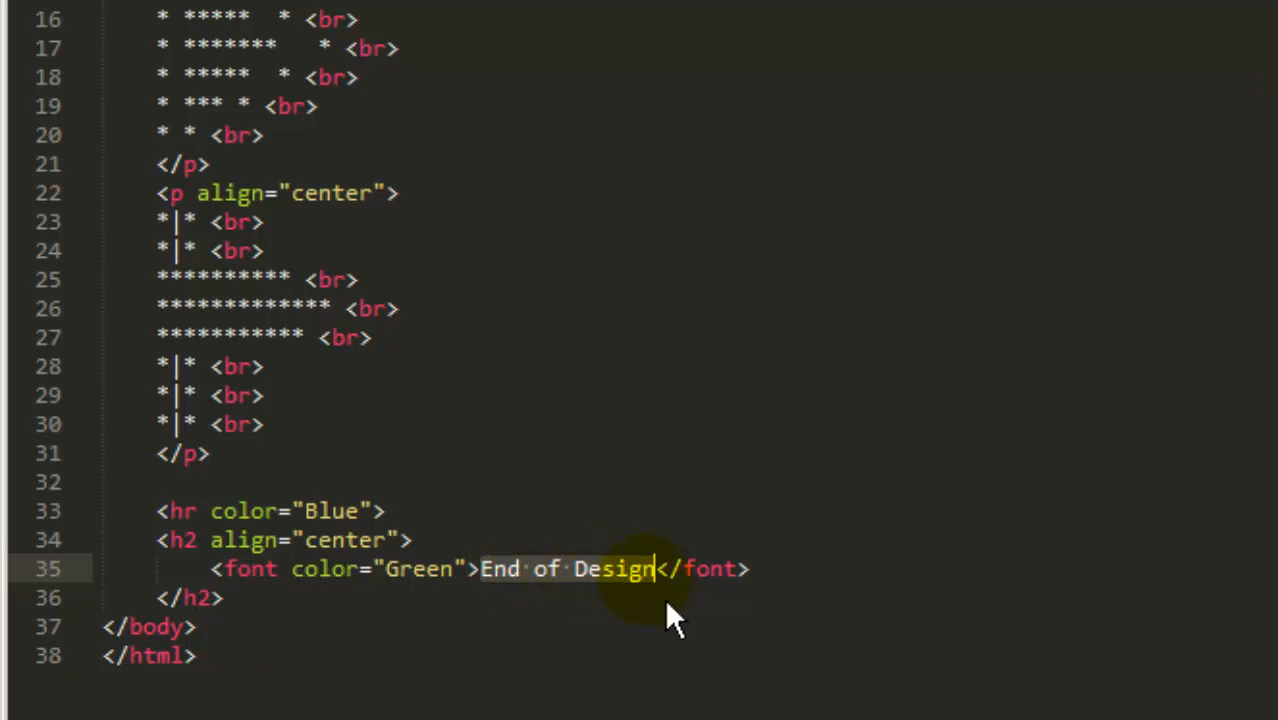 16 * ***** * <br>
17 * ******* * <br>
18 * ***** * <br>
19 * *** * <br>
20 * * <br>
21 </p>
22 <p align="center">
23 *|* <br>
24 *|* <br>
25 ********** <br>
26 ************* <br>
27 *********** <br>
28 *|* <br>
29 *|* <br>
30 *|* <br>
31 </p>
32
33 <hr color="Blue">
34 <h2 align="center">
35 <font color="Green">End of Design</font>
36 </h2>
37 </body>
38 </html>